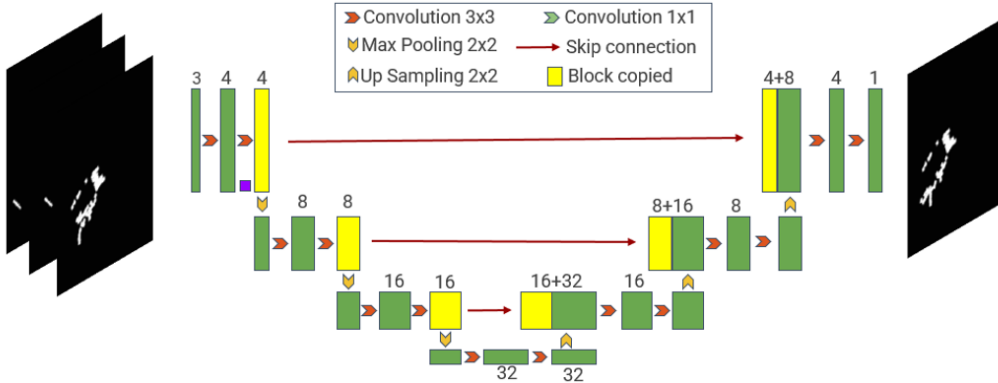 Convolution 3x3 Convolution 1x1
Max Pooling 2x2 Skip connection
Up Sampling 2x2 Block copied
3 4 4 4+8 4 1
8 8 8+16 8
16 16 16+32 16
32 32